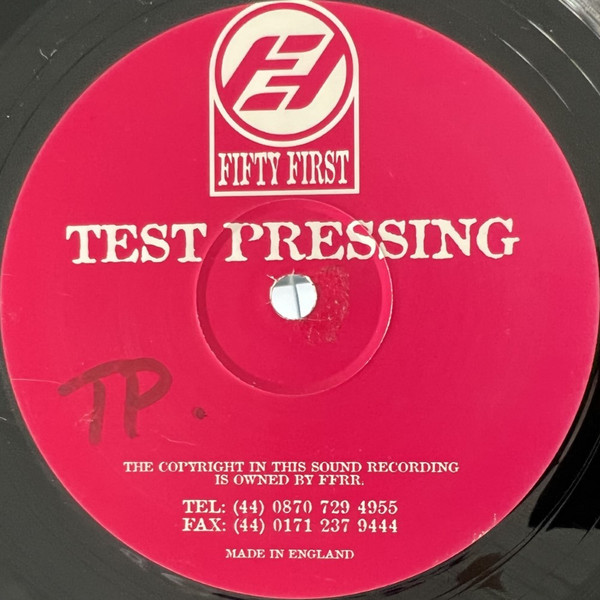 FF
FIFTY FIRST
TEST PRESSING
TP.
THE COPYRIGHT IN THIS SOUND RECORDING
IS OWNED BY FFRR.
TEL: (44) 0870 729 4955
FAX: (44) 0171 237 9444
MADE IN ENGLAND